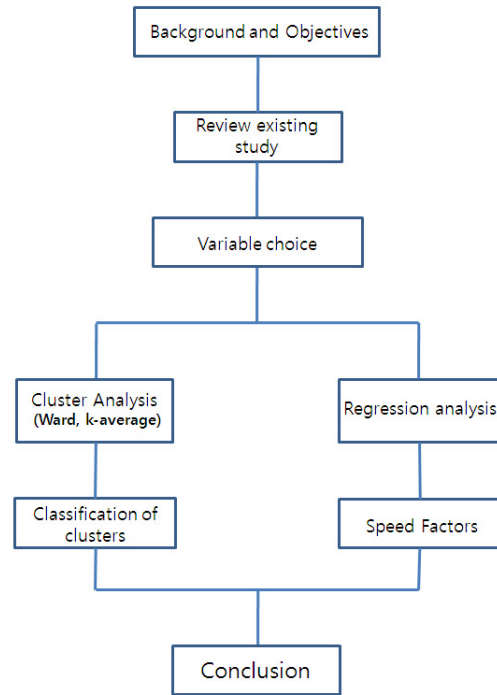 Background and Objectives
Review existing
study
Variable choice
Cluster Analysis
(Ward, k-average)
Regression analysis
Classification of
clusters
Speed Factors
Conclusion